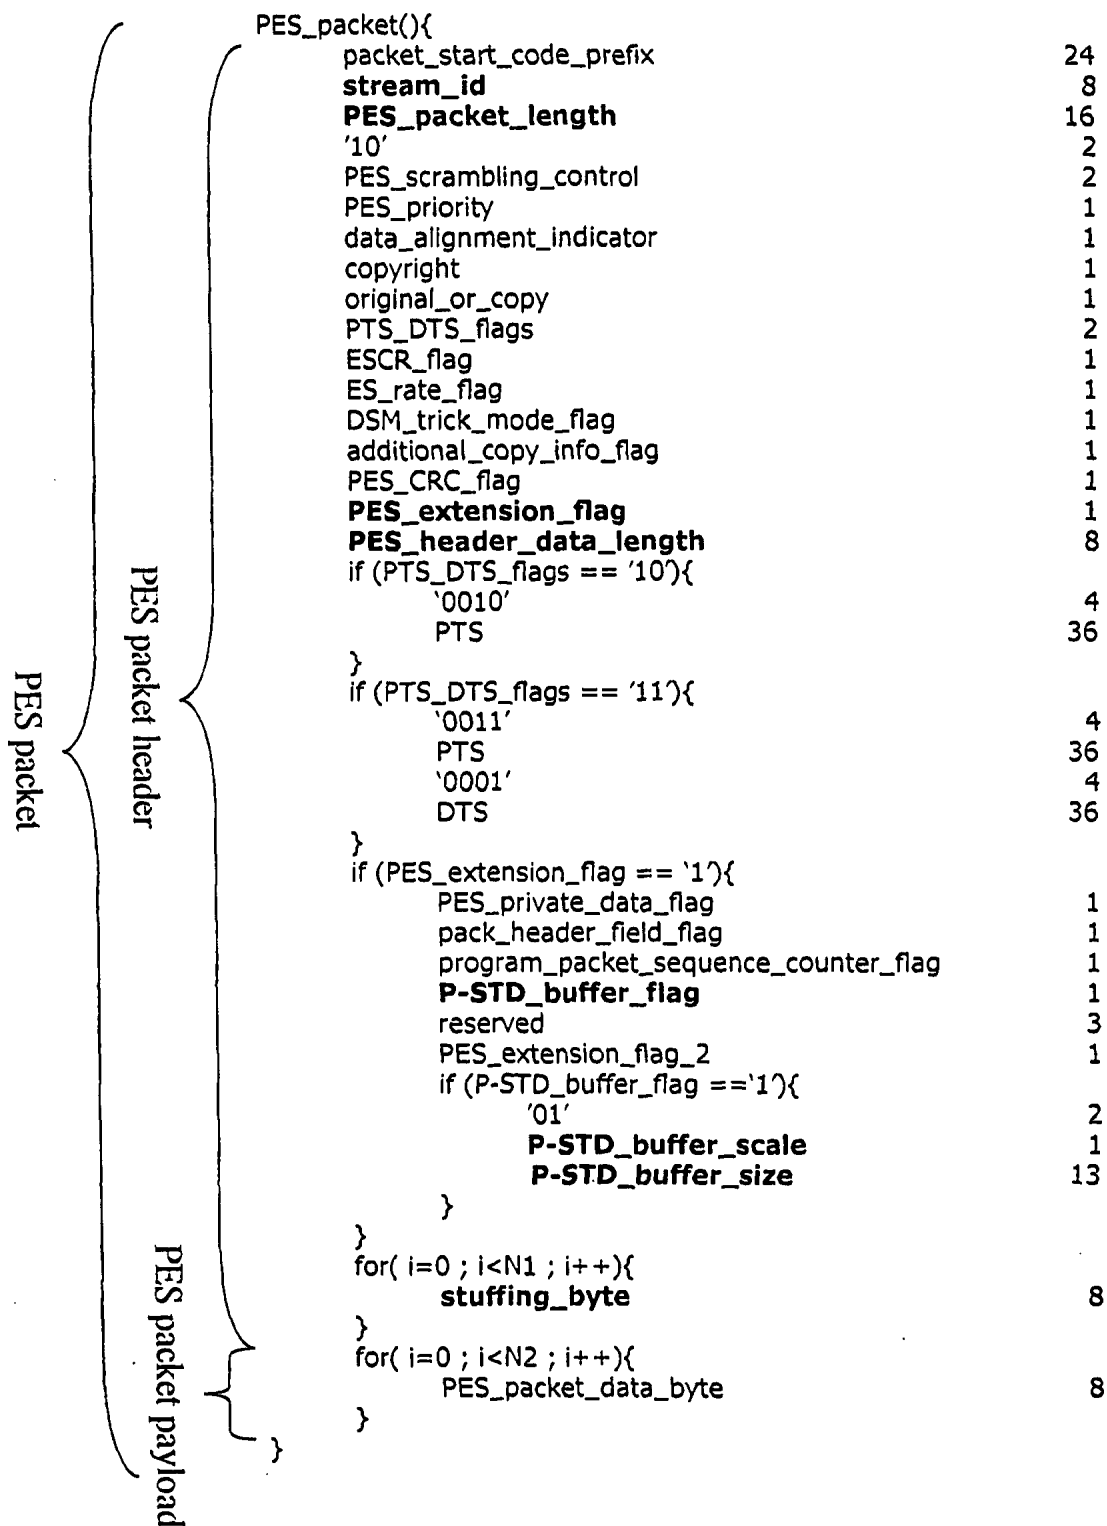 PES_packet(){
packet_start_code_prefix 24
stream_id 8
PES_packet_length 16
'10' 2
PES_scrambling_control 2
PES_priority 1
data_alignment_indicator 1
copyright 1
original_or_copy 1
PTS_DTS_flags 2
ESCR_flag 1
ES_rate_flag 1
DSM_trick_mode_flag 1
additional_copy_info_flag 1
PES_CRC_flag 1
PES_extension_flag 1
PES_header_data_length 8
if (PTS_DTS_flags == '10'){
'0010' 4
PTS 36
}
if (PTS_DTS_flags == '11'){
'0011' 4
PTS 36
'0001' 4
DTS 36
}
if (PES_extension_flag == '1'){
PES_private_data_flag 1
pack_header_field_flag 1
program_packet_sequence_counter_flag 1
P-STD_buffer_flag 1
reserved 3
PES_extension_flag_2 1
if (P-STD_buffer_flag =='1'){
'01' 2
P-STD_buffer_scale 1
P-STD_buffer_size 13
}
}
for( i=0 ; i<N1 ; i++){
stuffing_byte 8
}
for( i=0 ; i<N2 ; i++){
PES_packet_data_byte 8
}
}
PES packet header
PES packet payload
PES packet